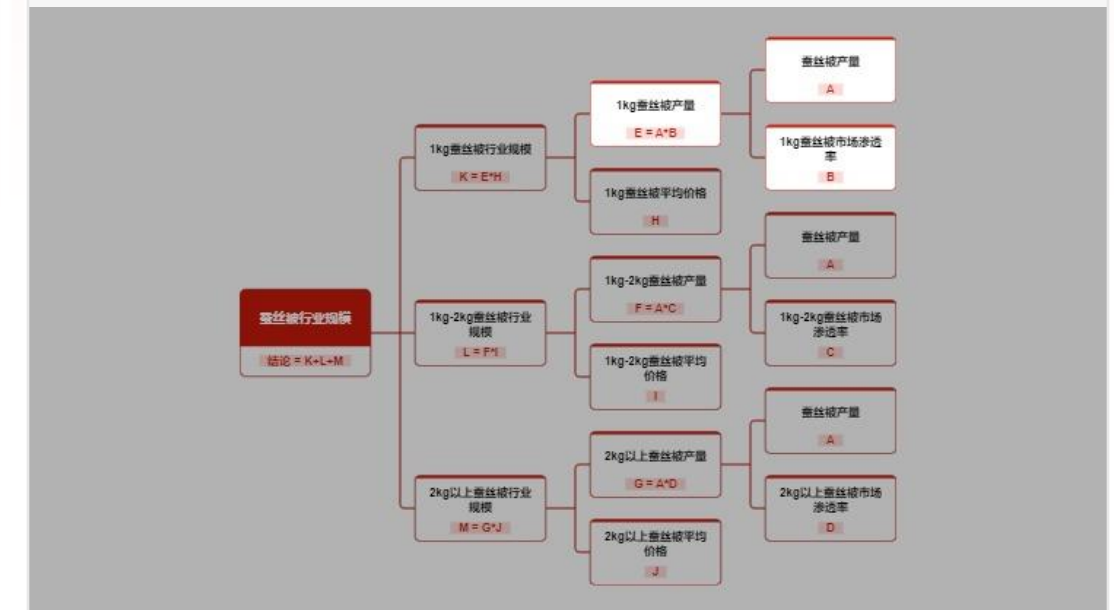 蚕丝被产量
A
1kg蚕丝被产量
E = A*B
1kg蚕丝被市场渗透
率
B
1kg蚕丝被行业规模
K = E*H
1kg蚕丝被平均价格
H
蚕丝被产量
A
1kg-2kg蚕丝被产量
F = A*C
1kg-2kg蚕丝被市场
渗透率
C
蚕丝被行业规模
结论 = K+L+M
1kg-2kg蚕丝被行业
规模
L = F*I
1kg-2kg蚕丝被平均
价格
I
蚕丝被产量
A
2kg以上蚕丝被产量
G = A*D
2kg以上蚕丝被市场
渗透率
D
2kg以上蚕丝被行业
规模
M = G*J
2kg以上蚕丝被平均
价格
J